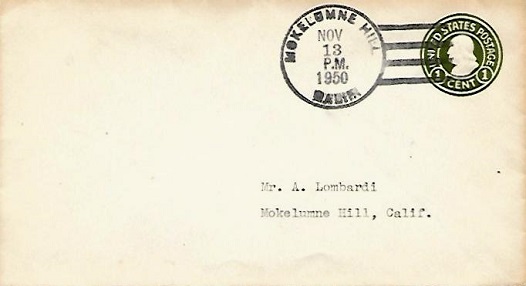 MOKELUMNE HILL
NOV
13
P.M.
1950
CALIF.
UNITED STATES POSTAGE
1 CENT 1
Mr. A. Lombardi
Mokelumne Hill, Calif.